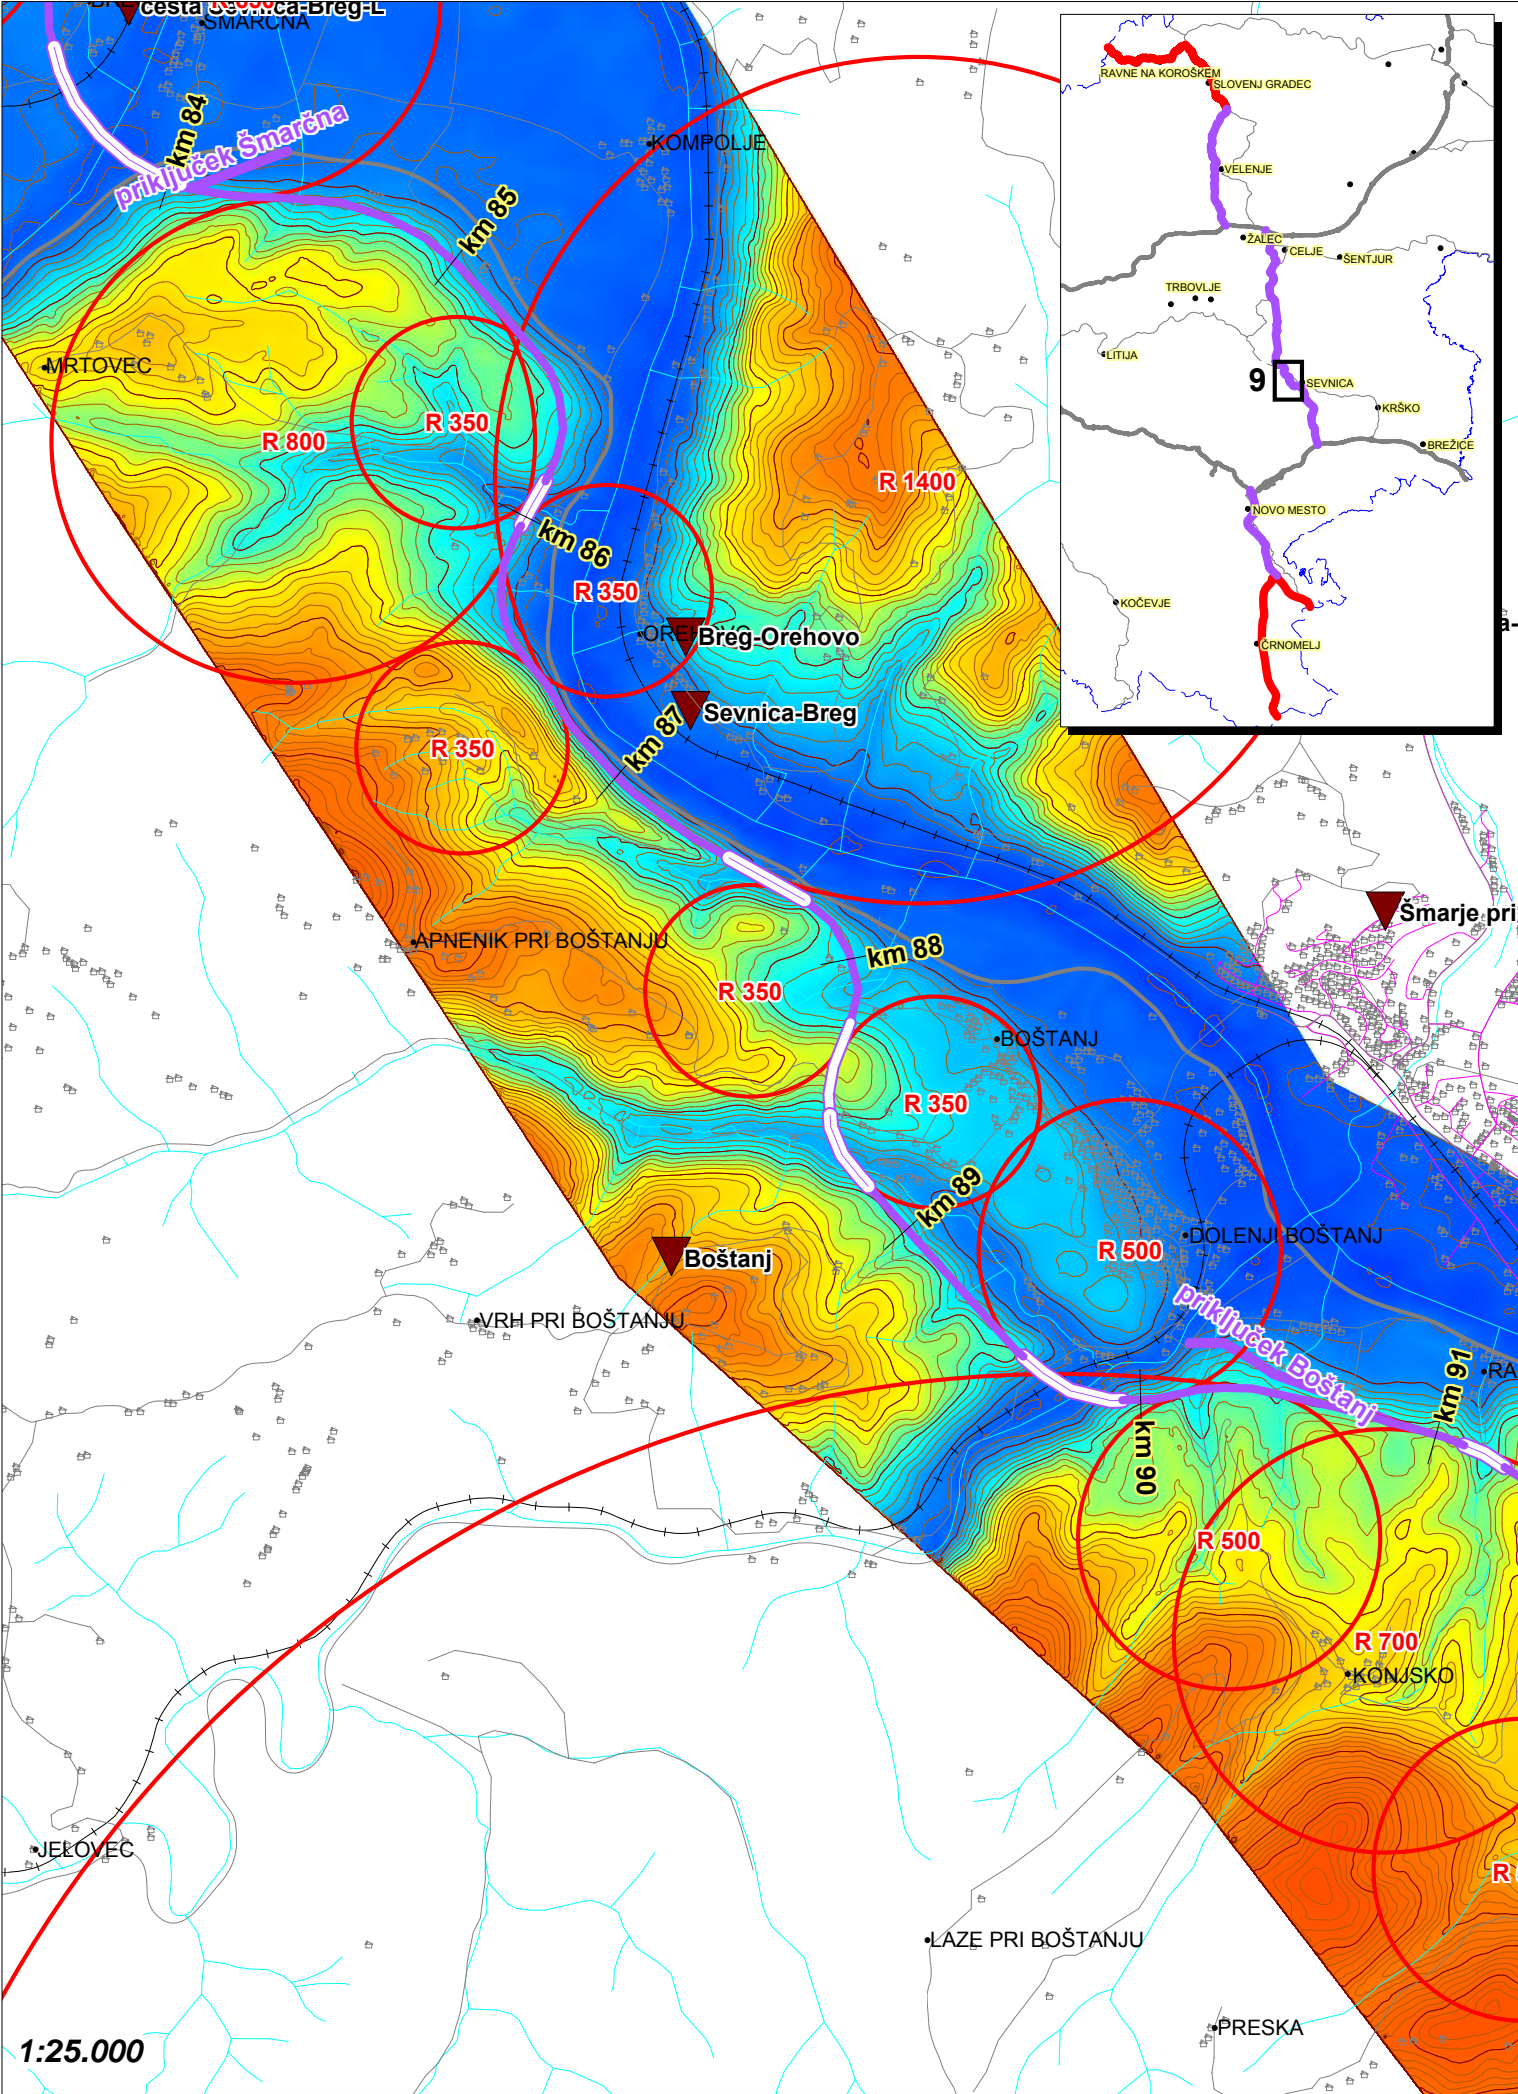 cesta Sevnica-Breg-L
ŠMARČNA
km 84
priključek Šmarčna
KOMPOLJE
km 85
MRTOVEC
R 800
R 350
R 1400
km 86
R 350
OREHOVO
Breg-Orehovo
Sevnica-Breg
km 87
R 350
APNENIK PRI BOŠTANJU
km 88
R 350
BOŠTANJ
R 350
km 89
R 500
DOLENJI BOŠTANJ
Boštanj
VRH PRI BOŠTANJU
priključek Boštanj
km 90
km 91
RA
R 500
R 700
KONJSKO
R
JELOVEC
LAZE PRI BOŠTANJU
PRESKA
1:25.000
Šmarje pri
a-
RAVNE NA KOROŠKEM
SLOVENJ GRADEC
VELENJE
ŽALEC
CELJE
ŠENTJUR
TRBOVLJE
LITIJA
9
SEVNICA
KRŠKO
BREŽICE
NOVO MESTO
KOČEVJE
ČRNOMELJ